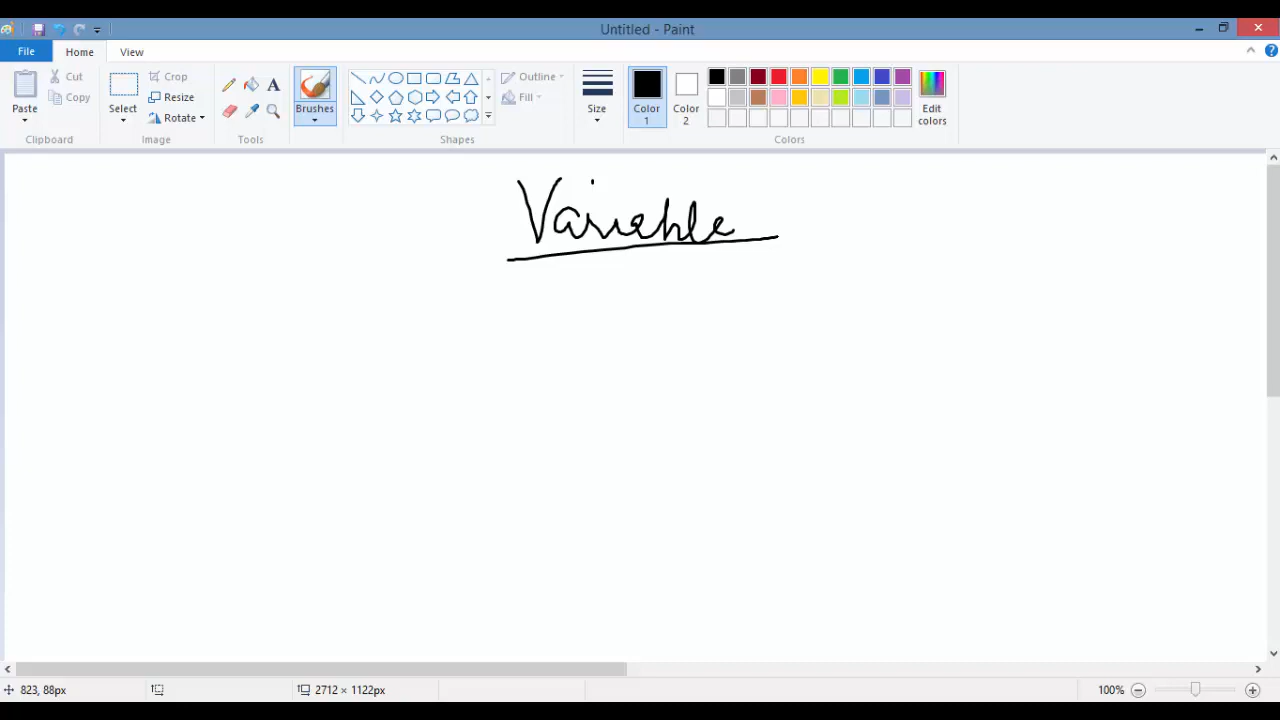 Untitled - Paint
File Home View
Paste
Cut
Copy
Clipboard
Select
Crop
Resize
Rotate
Image
Tools
Brushes
Shapes
Outline
Fill
Size
Color 1
Color 2
Edit colors
Colors
Variable
823, 88px
2712 × 1122px
100%